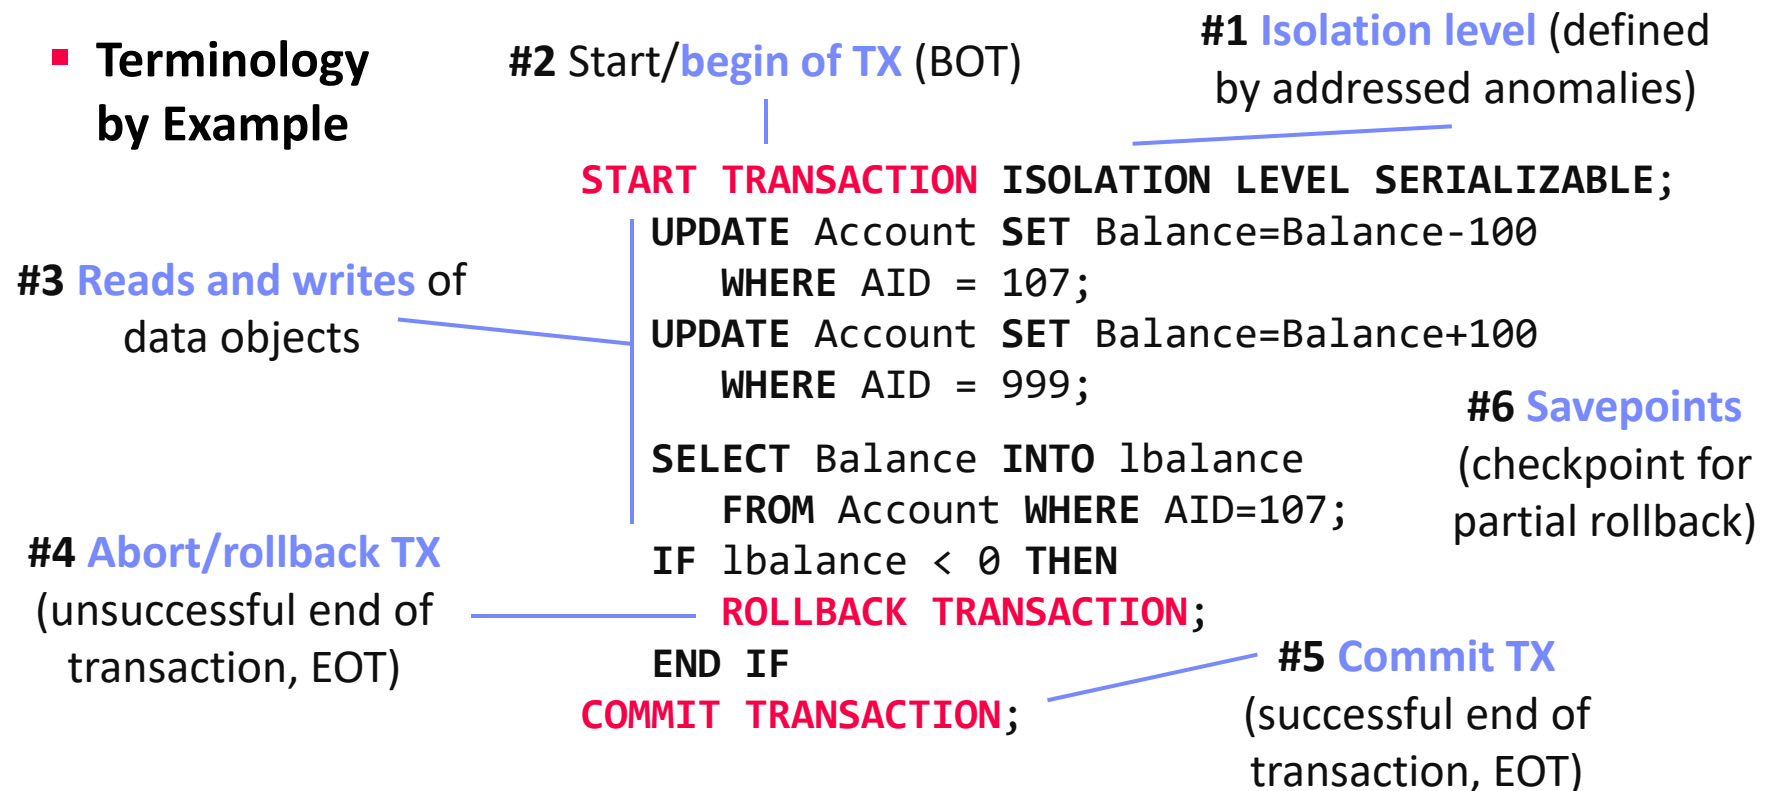 ▪ Terminology
by Example
#2 Start/begin of TX (BOT)
#1 Isolation level (defined
by addressed anomalies)
START TRANSACTION ISOLATION LEVEL SERIALIZABLE;
UPDATE Account SET Balance=Balance-100
WHERE AID = 107;
UPDATE Account SET Balance=Balance+100
WHERE AID = 999;
SELECT Balance INTO lbalance
FROM Account WHERE AID=107;
IF lbalance < 0 THEN
ROLLBACK TRANSACTION;
END IF
COMMIT TRANSACTION;
#3 Reads and writes of
data objects
#4 Abort/rollback TX
(unsuccessful end of
transaction, EOT)
#6 Savepoints
(checkpoint for
partial rollback)
#5 Commit TX
(successful end of
transaction, EOT)